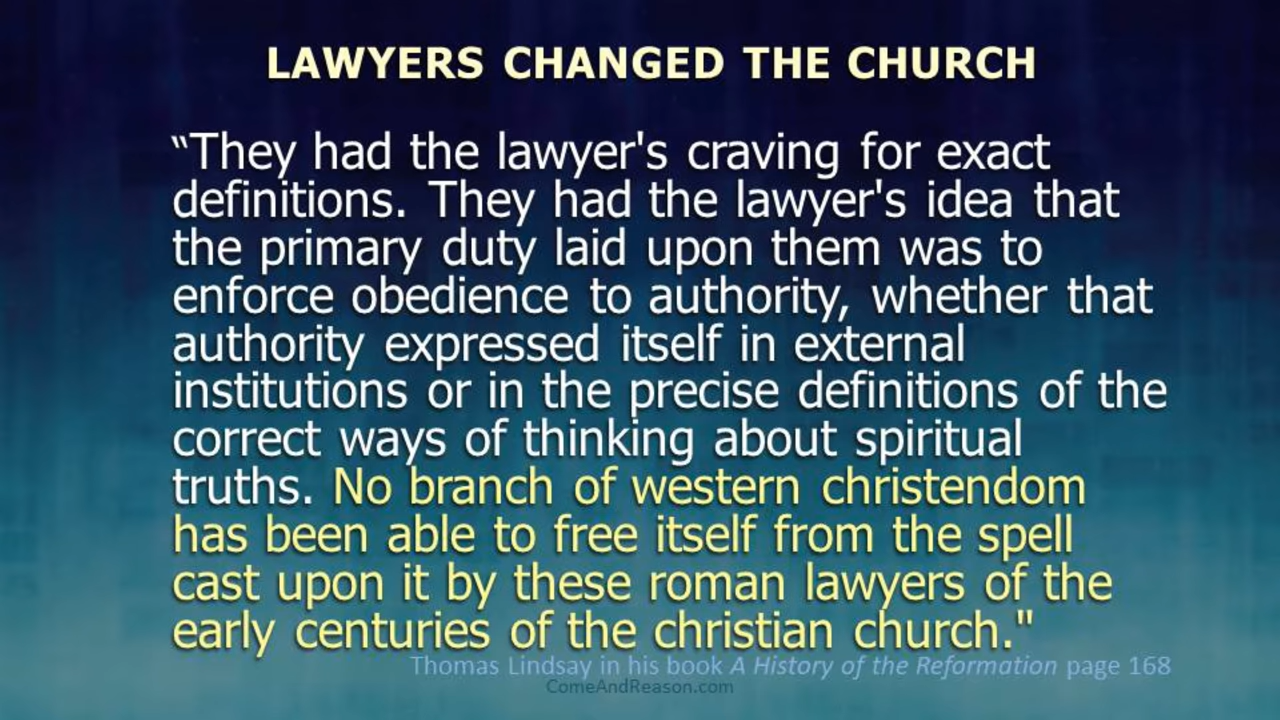 LAWYERS CHANGED THE CHURCH
“They had the lawyer's craving for exact
definitions. They had the lawyer's idea that
the primary duty laid upon them was to
enforce obedience to authority, whether that
authority expressed itself in external
institutions or in the precise definitions of the
correct ways of thinking about spiritual
truths. No branch of western christendom
has been able to free itself from the spell
cast upon it by these roman lawyers of the
early centuries of the christian church."
Thomas Lindsay in his book A History of the Reformation page 168
ComeAndReason.com